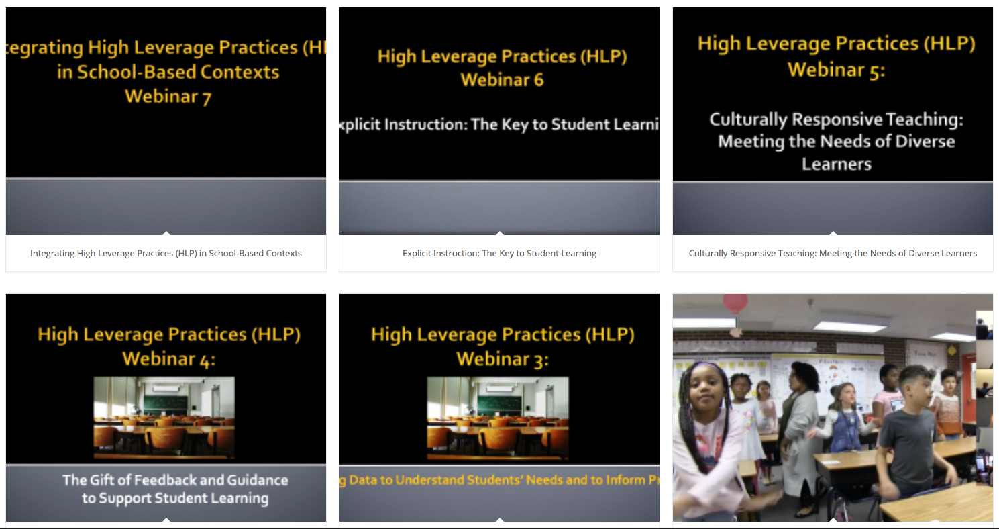 tegrating High Leverage Practices (HI
in School-Based Contexts
Webinar 7
Integrating High Leverage Practices (HLP) in School-Based Contexts
High Leverage Practices (HLP)
Webinar 6
xplicit Instruction: The Key to Student Learni
Explicit Instruction: The Key to Student Learning
High Leverage Practices (HLP)
Webinar 5:
Culturally Responsive Teaching:
Meeting the Needs of Diverse
Learners
Culturally Responsive Teaching: Meeting the Needs of Diverse Learners
High Leverage Practices (HLP)
Webinar 4:
The Gift of Feedback and Guidance
to Support Student Learning
High Leverage Practices (HLP)
Webinar 3:
g Data to Understand Students' Needs and to Inform Pr